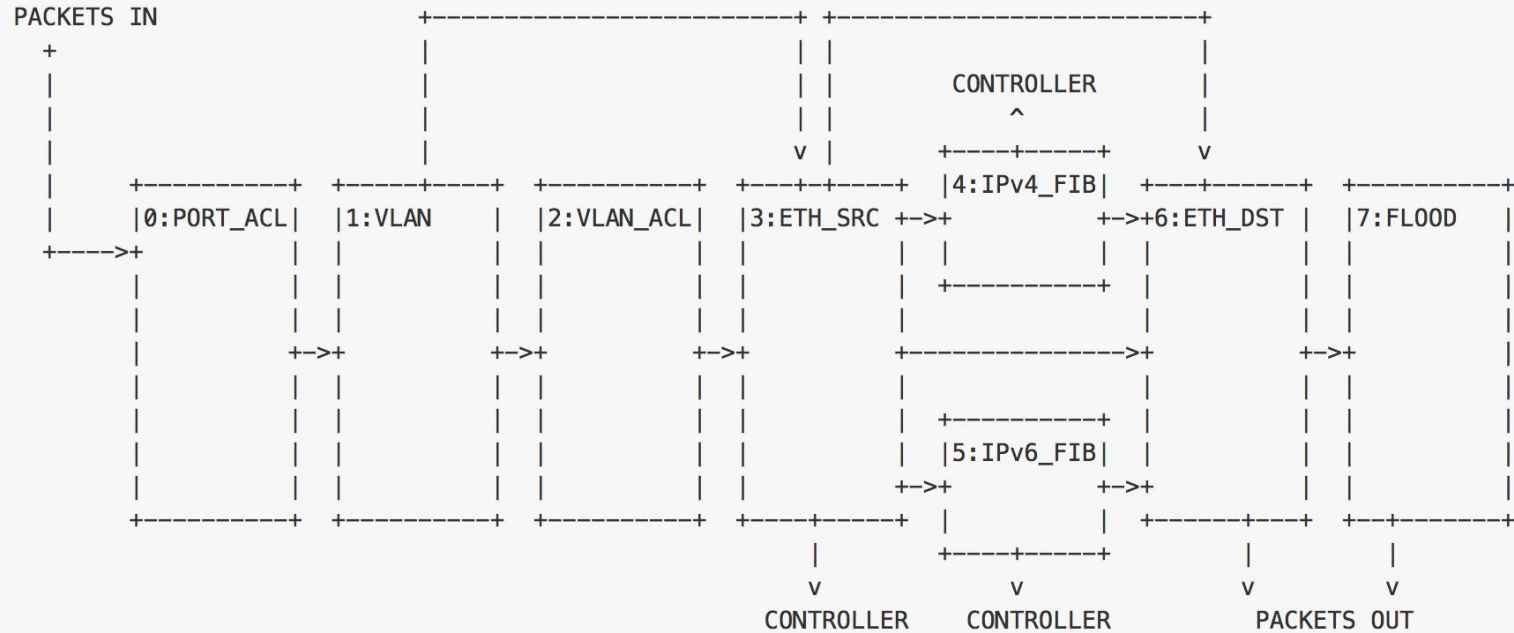 PACKETS IN
CONTROLLER
0:PORT_ACL 1:VLAN 2:VLAN_ACL 3:ETH_SRC 4:IPv4_FIB 6:ETH_DST 7:FLOOD
5:IPv6_FIB
CONTROLLER CONTROLLER PACKETS OUT